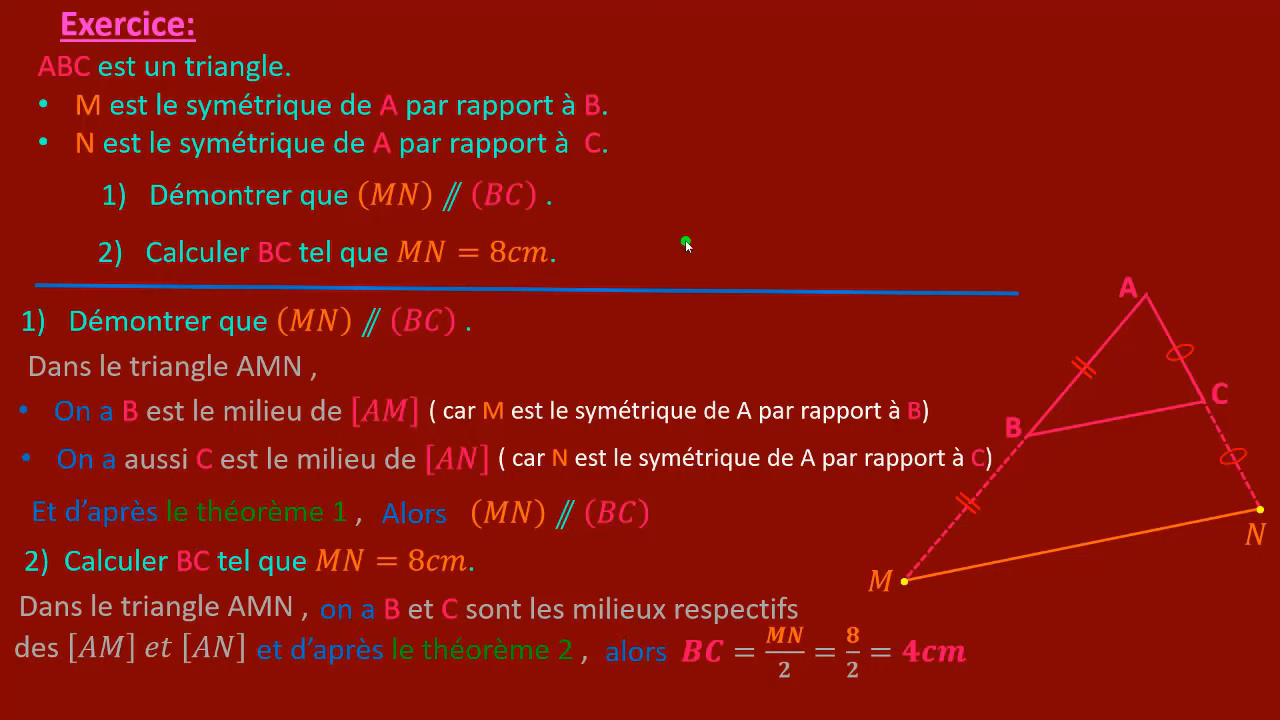 Exercice:
ABC est un triangle.
• M est le symétrique de A par rapport à B.
• N est le symétrique de A par rapport à C.
1) Démontrer que (MN) ⫽ (BC) .
2) Calculer BC tel que MN = 8cm.
1) Démontrer que (MN) ⫽ (BC) .
Dans le triangle AMN ,
• On a B est le milieu de [AM] ( car M est le symétrique de A par rapport à B)
• On a aussi C est le milieu de [AN] ( car N est le symétrique de A par rapport à C)
Et d’après le théorème 1 , Alors (MN) ⫽ (BC)
2) Calculer BC tel que MN = 8cm.
Dans le triangle AMN , on a B et C sont les milieux respectifs
des [AM] et [AN] et d’après le théorème 2 , alors BC = MN/2 = 8/2 = 4cm
A
C
B
N
M